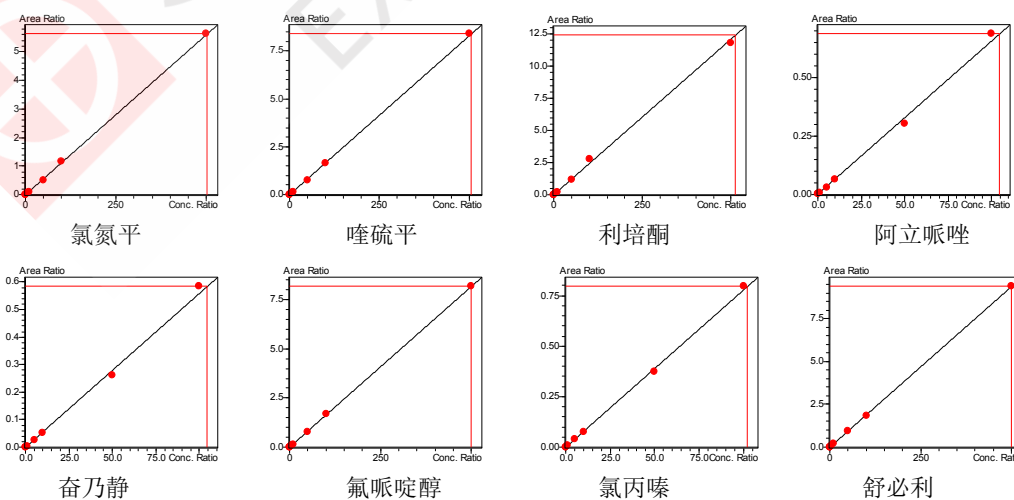 Area Ratio
5
4
3
2
1
0
0
250
Conc. Ratio
氯氮平
Area Ratio
7.5
5.0
2.5
0.0
0
250
Conc. Ratio
喹硫平
Area Ratio
12.5
10.0
7.5
5.0
2.5
0.0
0
250
Conc. Ratio
利培酮
Area Ratio
0.50
0.25
0.00
0.0
25.0
50.0
75.0
Conc. Ratio
阿立哌唑
Area Ratio
0.6
0.5
0.4
0.3
0.2
0.1
0.0
0.0
25.0
50.0
75.0
Conc. Ratio
奋乃静
Area Ratio
7.5
5.0
2.5
0.0
0
250
Conc. Ratio
氟哌啶醇
Area Ratio
0.75
0.50
0.25
0.00
0.0
25.0
50.0
75.0
Conc. Ratio
氯丙嗪
Area Ratio
7.5
5.0
2.5
0.0
0
250
Conc. Rat
舒必利